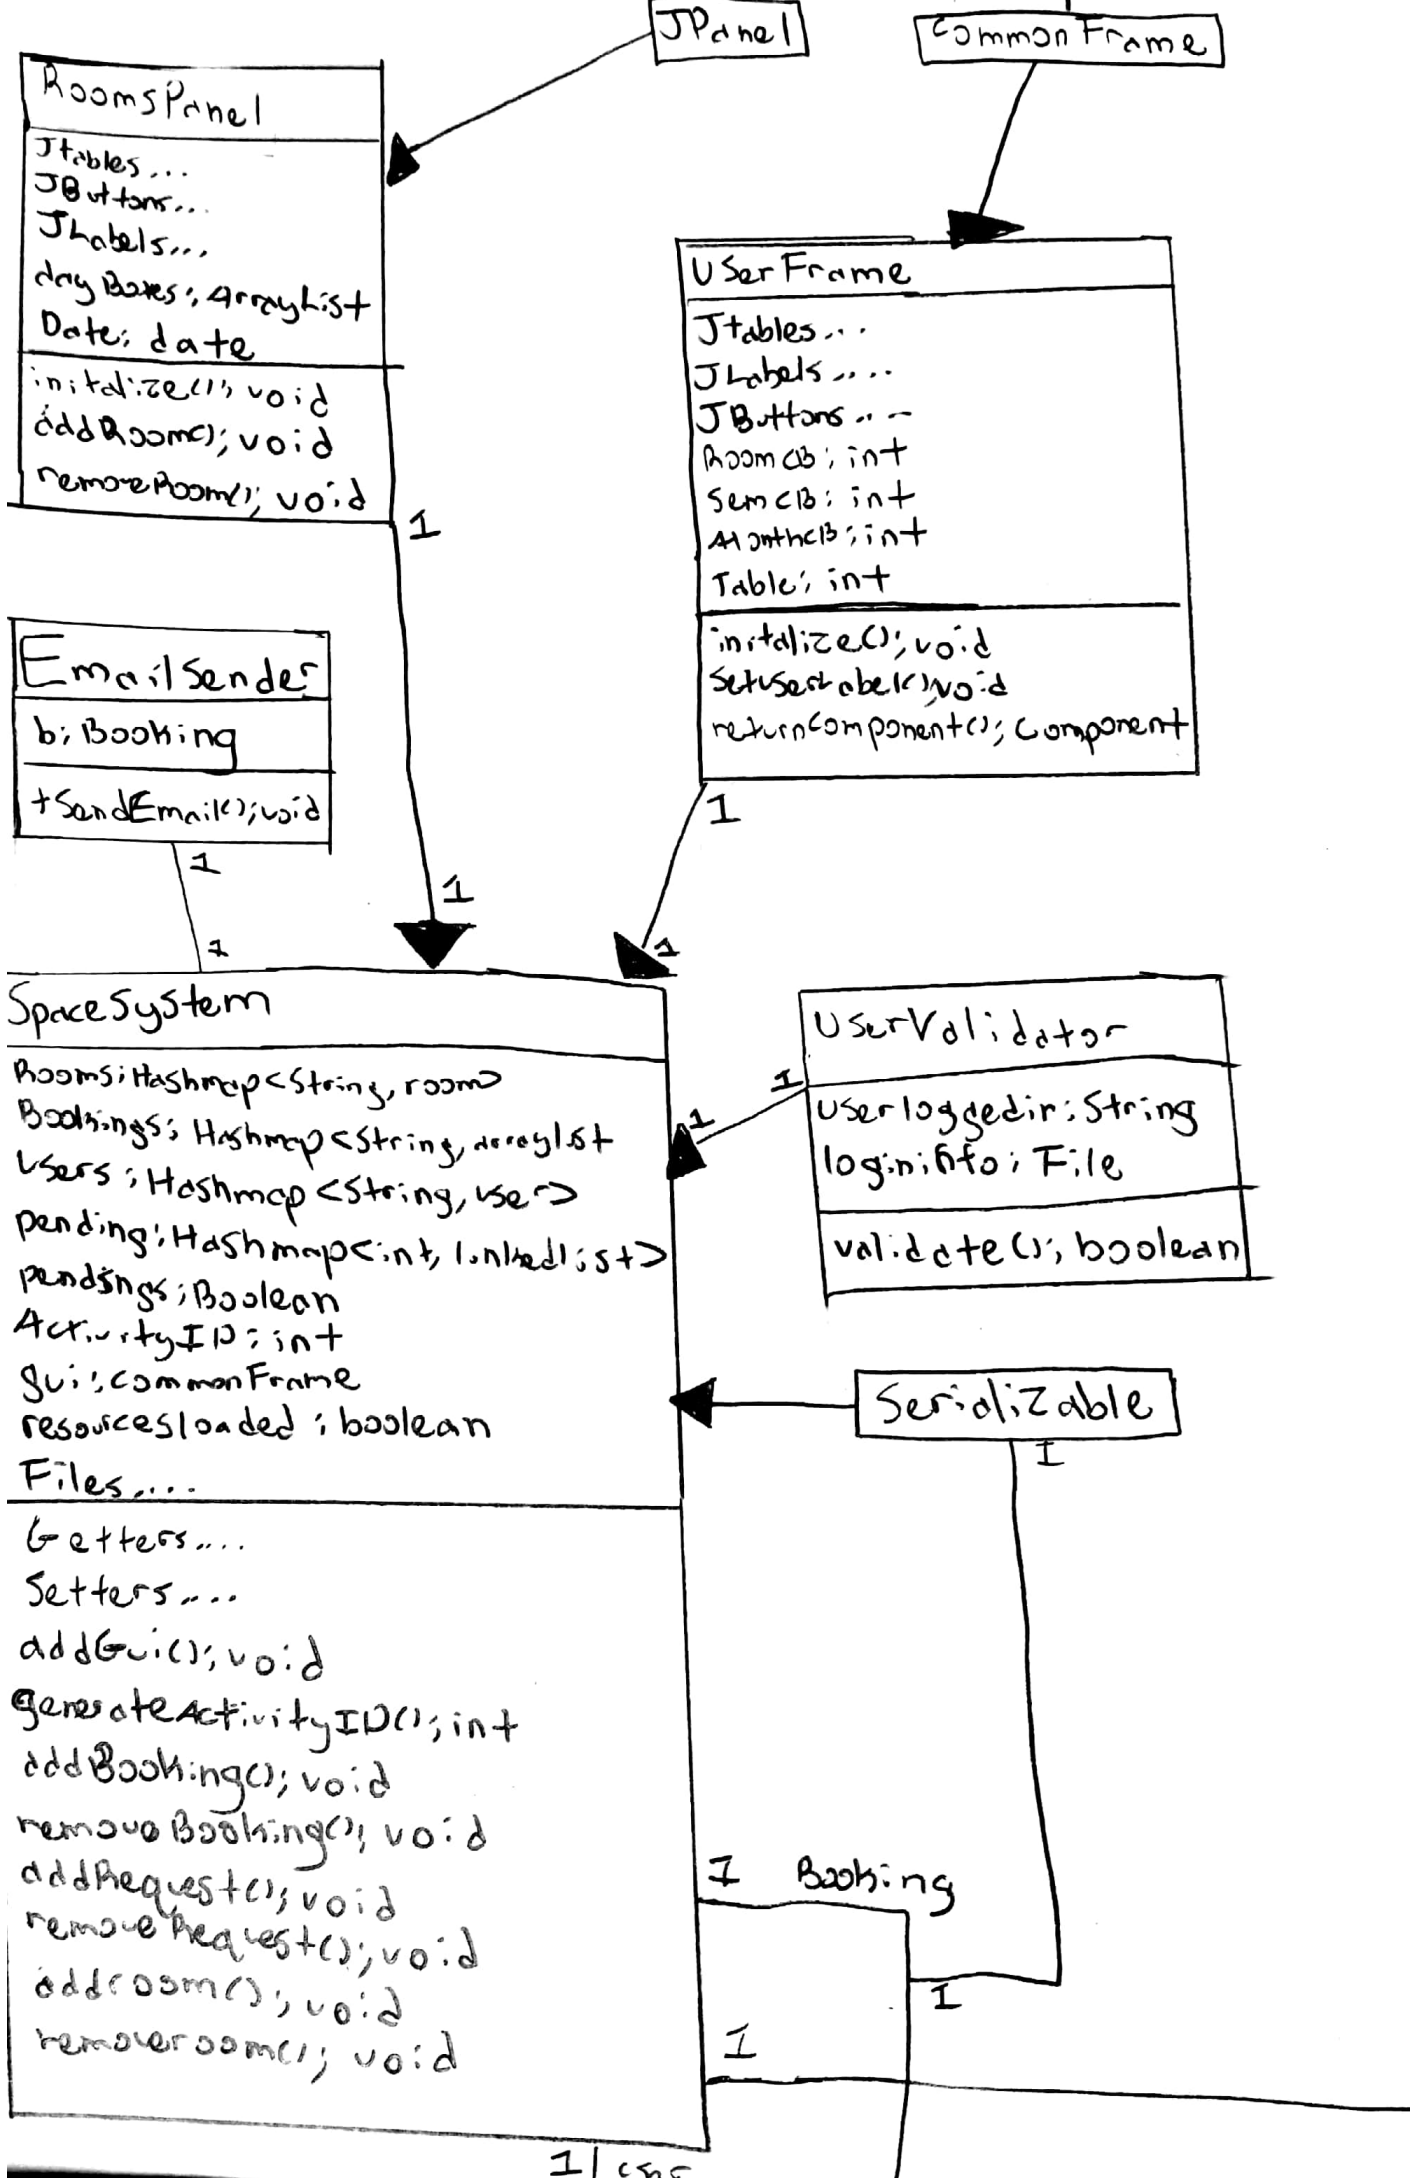 JPanel
CommonFrame
RoomsPanel
Jtables...
JButtons...
JLabels...
dayBoxes: ArrayList
Date: date
initalize(): void
addRoom(): void
removeRoom(): void
1
1
UserFrame
Jtables...
JLabels....
JButtons....
RoomCB: int
SemCB: int
MonthCB: int
Table: int
initalize(): void
SetuserLabel(): void
returnComponent(): Component
1
1
EmailSender
b: Booking
+SendEmail(): void
1
1
SpaceSystem
Rooms: Hashmap<String, room>
Bookings: Hashmap<String, arraylist
Users: Hashmap<String, user>
pending: Hashmap<int, linkedlist>
pendings: Boolean
ActivityID: int
gui: commonFrame
resourcesloaded: boolean
Files....
Getters....
Setters....
addGui(): void
generateActivityID(): int
addBooking(): void
removeBooking(): void
addRequest(): void
removeRequest(): void
addroom(): void
removeroom(): void
UserValidator
userloggedin: String
logininfo: File
validate(): boolean
1
1
Serializable
1
1 Booking
1
1
1